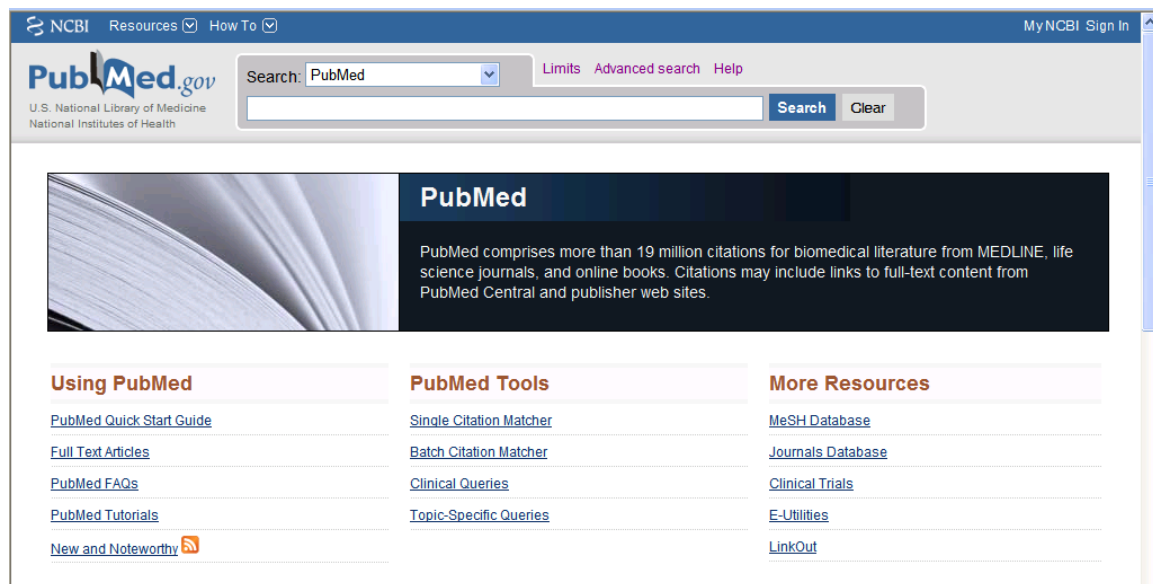 NCBI Resources How To My NCBI Sign In
PubMed.gov
U.S. National Library of Medicine
National Institutes of Health
Search: PubMed
Limits Advanced search Help
Search Clear
PubMed
PubMed comprises more than 19 million citations for biomedical literature from MEDLINE, life
science journals, and online books. Citations may include links to full-text content from
PubMed Central and publisher web sites.
Using PubMed
PubMed Quick Start Guide
Full Text Articles
PubMed FAQs
PubMed Tutorials
New and Noteworthy
PubMed Tools
Single Citation Matcher
Batch Citation Matcher
Clinical Queries
Topic-Specific Queries
More Resources
MeSH Database
Journals Database
Clinical Trials
E-Utilities
LinkOut